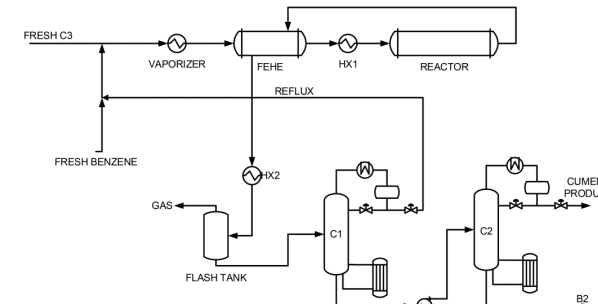 FRESH C3
VAPORIZER
FEHE
HX1
REACTOR
REFLUX
FRESH BENZENE
HX2
GAS
CUMEN
PRODU
C1
C2
FLASH TANK
B2